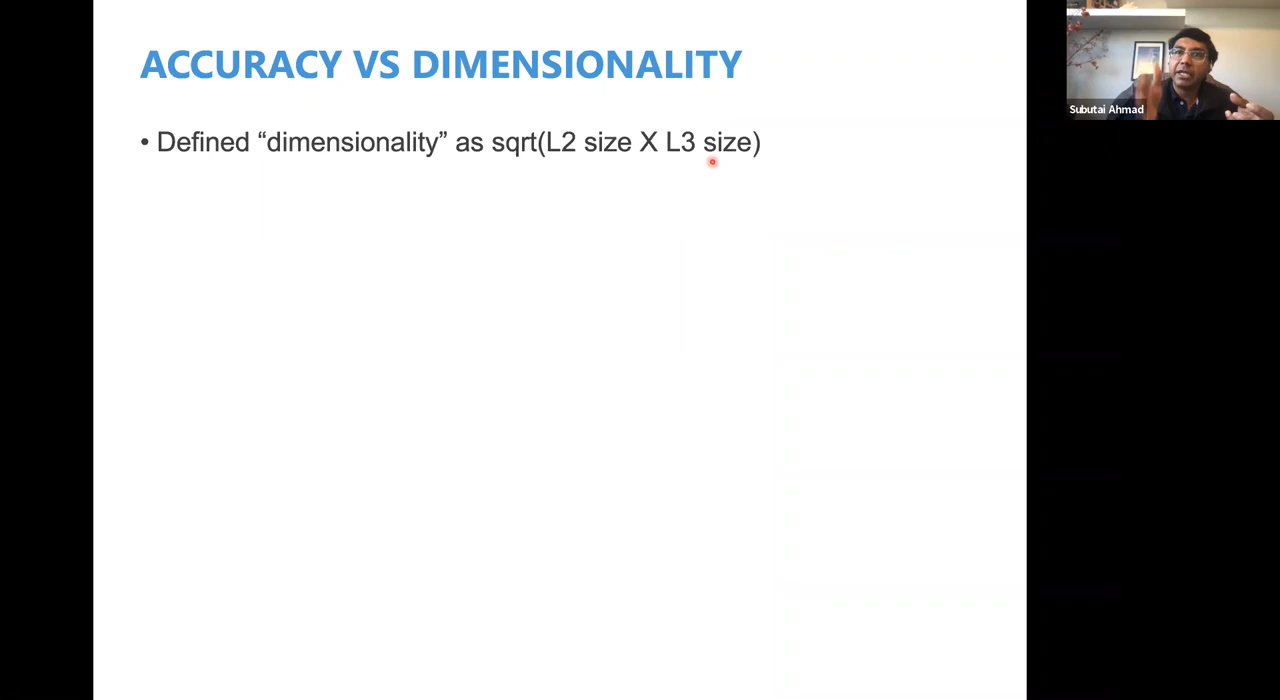 ACCURACY VS DIMENSIONALITY
• Defined “dimensionality” as sqrt(L2 size X L3 size)
Subutai Ahmad